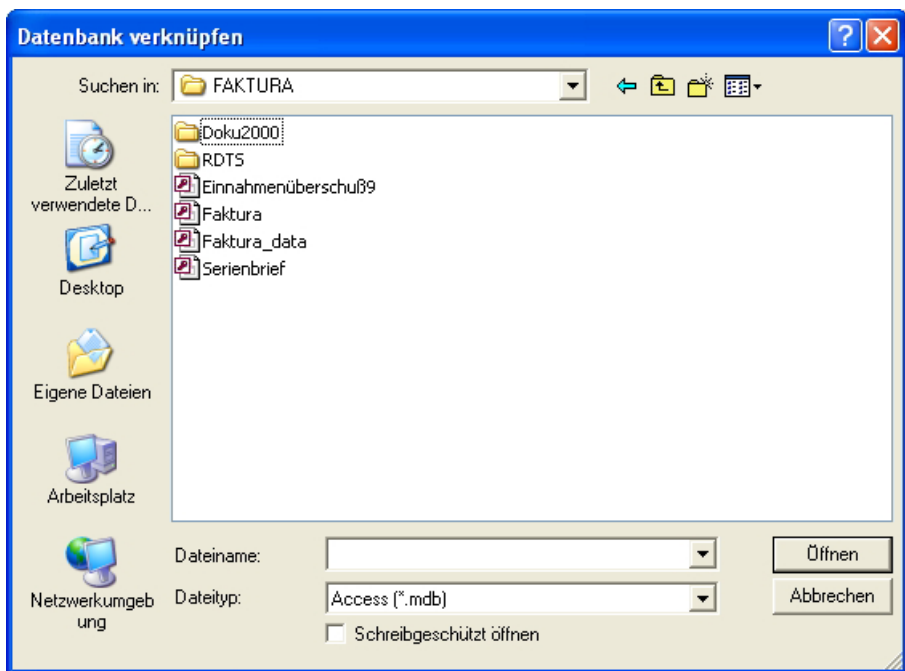 Datenbank verknüpfen
Suchen in:
FAKTURA
Zuletzt
verwendete D...
Desktop
Eigene Dateien
Arbeitsplatz
Netzwerkumgeb
ung
Doku2000
RDTS
Einnahmenüberschuß9
Faktura
Faktura_data
Serienbrief
Dateiname:
Öffnen
Dateityp:
Access (*.mdb)
Abbrechen
Schreibgeschützt öffnen